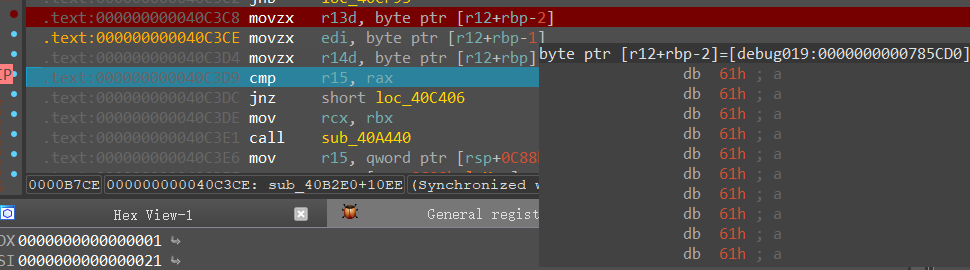 jnb loc_40CF93
.text:000000000040C3C8 movzx r13d, byte ptr [r12+rbp-2]
.text:000000000040C3CE movzx edi, byte ptr [r12+rbp-1]
.text:000000000040C3D4 movzx r14d, byte ptr [r12+rbp]
byte ptr [r12+rbp-2]=[debug019:0000000000785CD0]
IP .text:000000000040C3D9 cmp r15, rax
db 61h ; a
.text:000000000040C3DC jnz short loc_40C406
db 61h ; a
.text:000000000040C3DE mov rcx, rbx
db 61h ; a
.text:000000000040C3E1 call sub_40A440
db 61h ; a
.text:000000000040C3E6 mov r15, qword ptr [rsp+0C88
db 61h ; a
db 61h ; a
0000B7CE 000000000040C3CE: sub_40B2E0+10EE (Synchronized w
db 61h ; a
Hex View-1
General regist
db 61h ; a
DX 0000000000000001
db 61h ; a
SI 0000000000000021
db 61h ; a